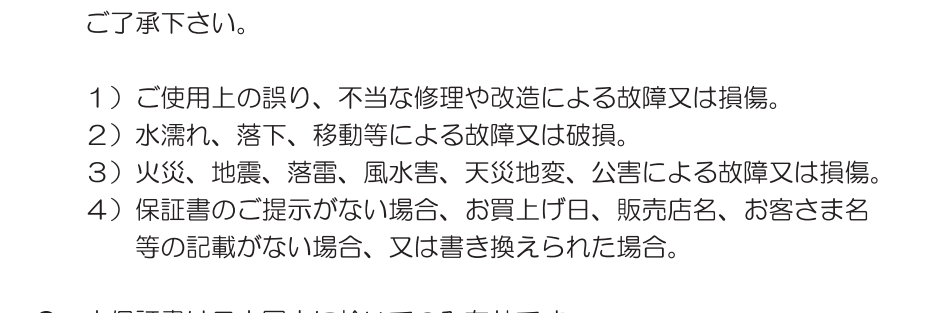 ご了承下さい。
1）ご使用上の誤り、不当な修理や改造による故障又は損傷。
2）水濡れ、落下、移動等による故障又は破損。
3）火災、地震、落雷、風水害、天災地変、公害による故障又は損傷。
4）保証書のご提示がない場合、お買上げ日、販売店名、お客さま名
等の記載がない場合、又は書き換えられた場合。